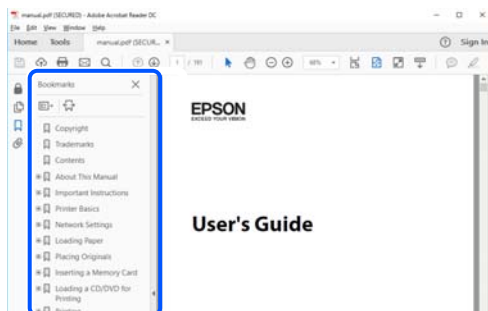 manual.pdf (SECURED) - Adobe Acrobat Reader DC
File Edit View Window Help
Home Tools manual.pdf (SECUR... × Sign In
1 / 191
Bookmarks
Copyright
Trademarks
Contents
About This Manual
Important Instructions
Printer Basics
Network Settings
Loading Paper
Placing Originals
Inserting a Memory Card
Loading a CD/DVD for
Printing
Printing
EPSON
EXCEED YOUR VISION
User's Guide